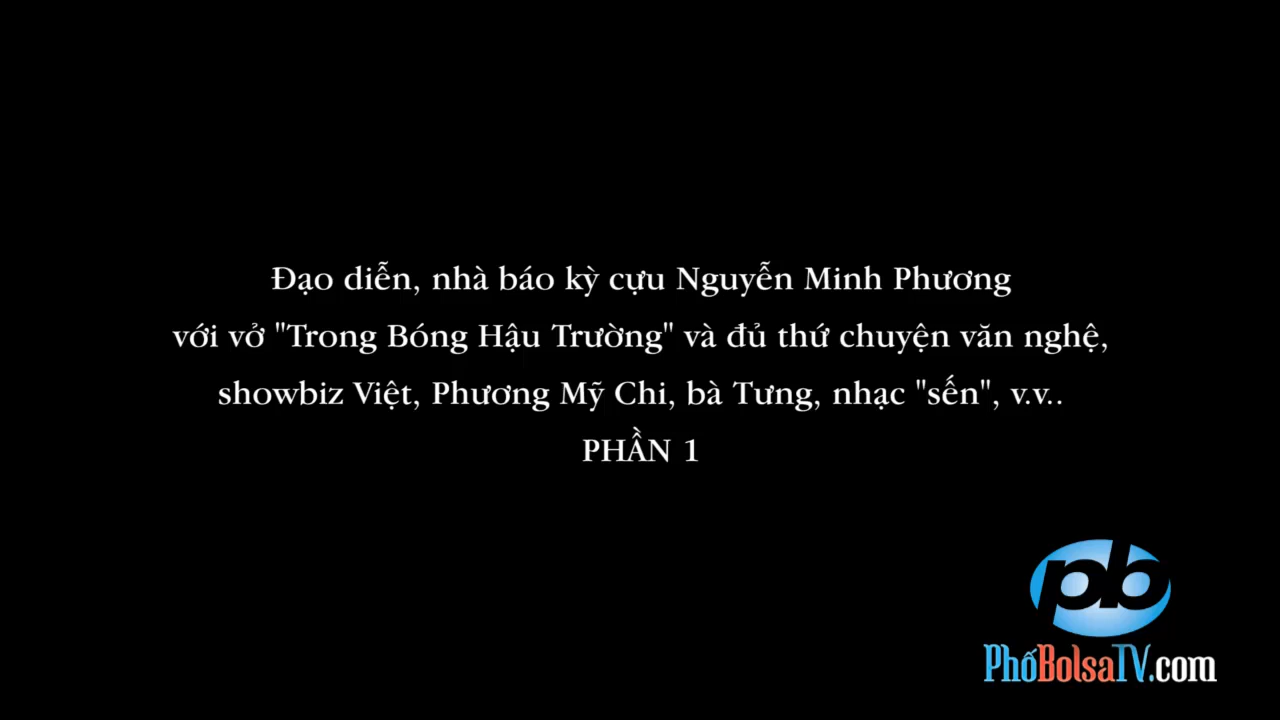 Đạo diễn, nhà báo kỳ cựu Nguyễn Minh Phương
với vở "Trong Bóng Hậu Trường" và đủ thứ chuyện văn nghệ,
showbiz Việt, Phương Mỹ Chi, bà Tưng, nhạc "sến", v.v..
PHẦN 1
pb
PhốBolsaTV.com